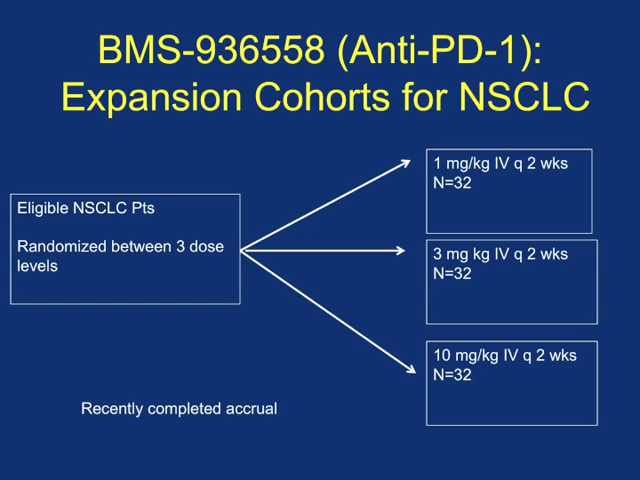 BMS-936558 (Anti-PD-1):
Expansion Cohorts for NSCLC
Eligible NSCLC Pts
Randomized between 3 dose
levels
1 mg/kg IV q 2 wks
N=32
3 mg kg IV q 2 wks
N=32
10 mg/kg IV q 2 wks
N=32
Recently completed accrual